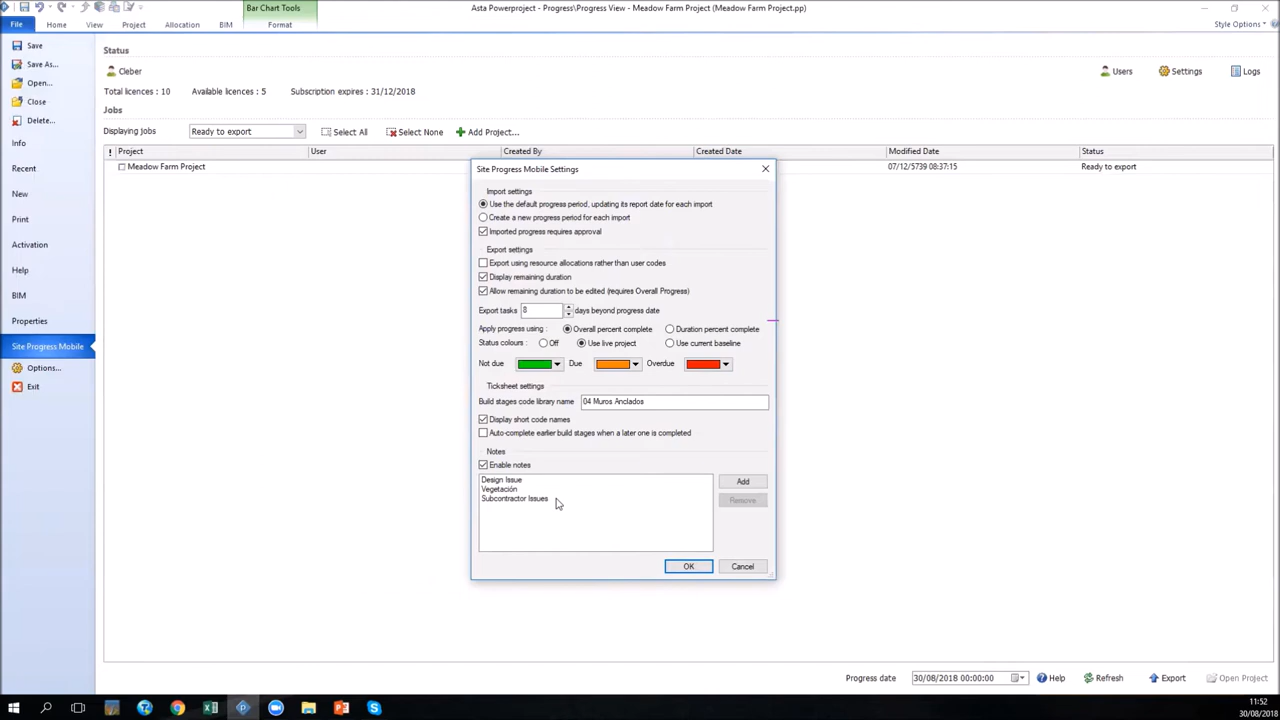 Bar Chart Tools
Asta Powerproject - Progress\Progress View - Meadow Farm Project (Meadow Farm Project.pp)
File Home View Project Allocation BIM Format Style Options
Save
Save As...
Open...
Close
Delete...
Info
Recent
New
Print
Activation
Help
BIM
Properties
Site Progress Mobile
Options...
Exit
Status
Cleber
Users Settings Logs
Total licences: 10 Available licences: 5 Subscription expires: 31/12/2018
Jobs
Displaying jobs Ready to export Select All Select None Add Project...
! Project User Created By Created Date Modified Date Status
Meadow Farm Project 07/12/5739 08:37:15 Ready to export
Site Progress Mobile Settings
Import settings
Use the default progress period, updating its report date for each import
Create a new progress period for each import
Imported progress requires approval
Export settings
Export using resource allocations rather than user codes
Display remaining duration
Allow remaining duration to be edited (requires Overall Progress)
Export tasks 8 days beyond progress date
Apply progress using : Overall percent complete Duration percent complete
Status colours : Off Use live project Use current baseline
Not due Due Overdue
Ticksheet settings
Build stages code library name 04 Muros Anclados
Display short code names
Auto-complete earlier build stages when a later one is completed
Notes
Enable notes
Design Issue
Vegetación
Subcontractor Issues
Add
Remove
OK Cancel
Progress date 30/08/2018 00:00:00 Help Refresh Export Open Project
11:52
30/08/2018